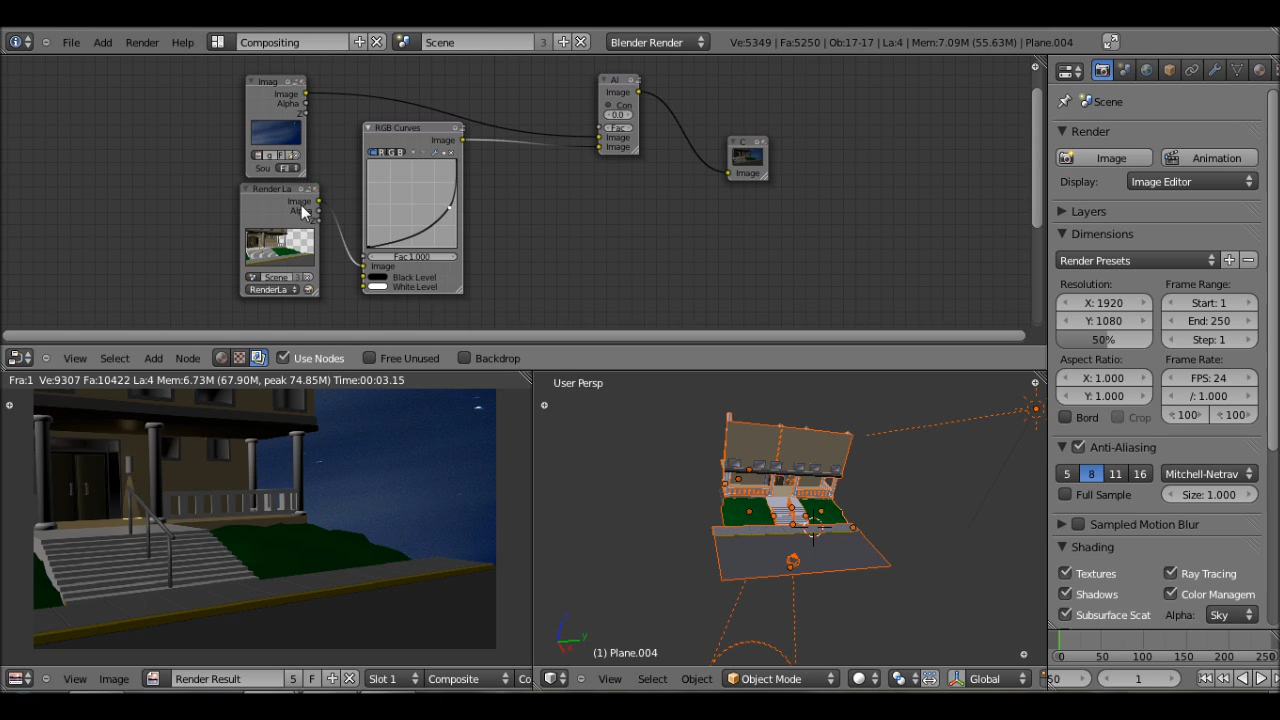 File Add Render Help Compositing Scene 3 Blender Render Ve:5349 | Fa:5250 | Ob:17-17 | La:4 | Mem:7.09M (55.63M) | Plane.004
Imag
Image
Alpha
Z
Sou Fil
Render La
Image
Alpha
Z
Scene 3
RenderLa
RGB Curves
Image
R G B
Fac 1.000
Image
Black Level
White Level
Al
Image
Con
0.0
Fac
Image
Image
C
Image
View Select Add Node Use Nodes Free Unused Backdrop
Fra:1 Ve:9307 Fa:10422 La:4 Mem:6.73M (67.90M, peak 74.85M) Time:00:03.15
View Image Render Result 5 F Slot 1 Composite Co
User Persp
(1) Plane.004
View Select Object Object Mode Global
Scene
Render
Image Animation
Display: Image Editor
Layers
Dimensions
Render Presets
Resolution: Frame Range:
X: 1920 Start: 1
Y: 1080 End: 250
50% Step: 1
Aspect Ratio: Frame Rate:
X: 1.000 FPS: 24
Y: 1.000 /: 1.000
Bord Crop 100 100
Anti-Aliasing
5 8 11 16 Mitchell-Netrav
Full Sample Size: 1.000
Sampled Motion Blur
Shading
Textures Ray Tracing
Shadows Color Managem
Subsurface Scat Alpha: Sky
0 50 100 150 200 250
50 1